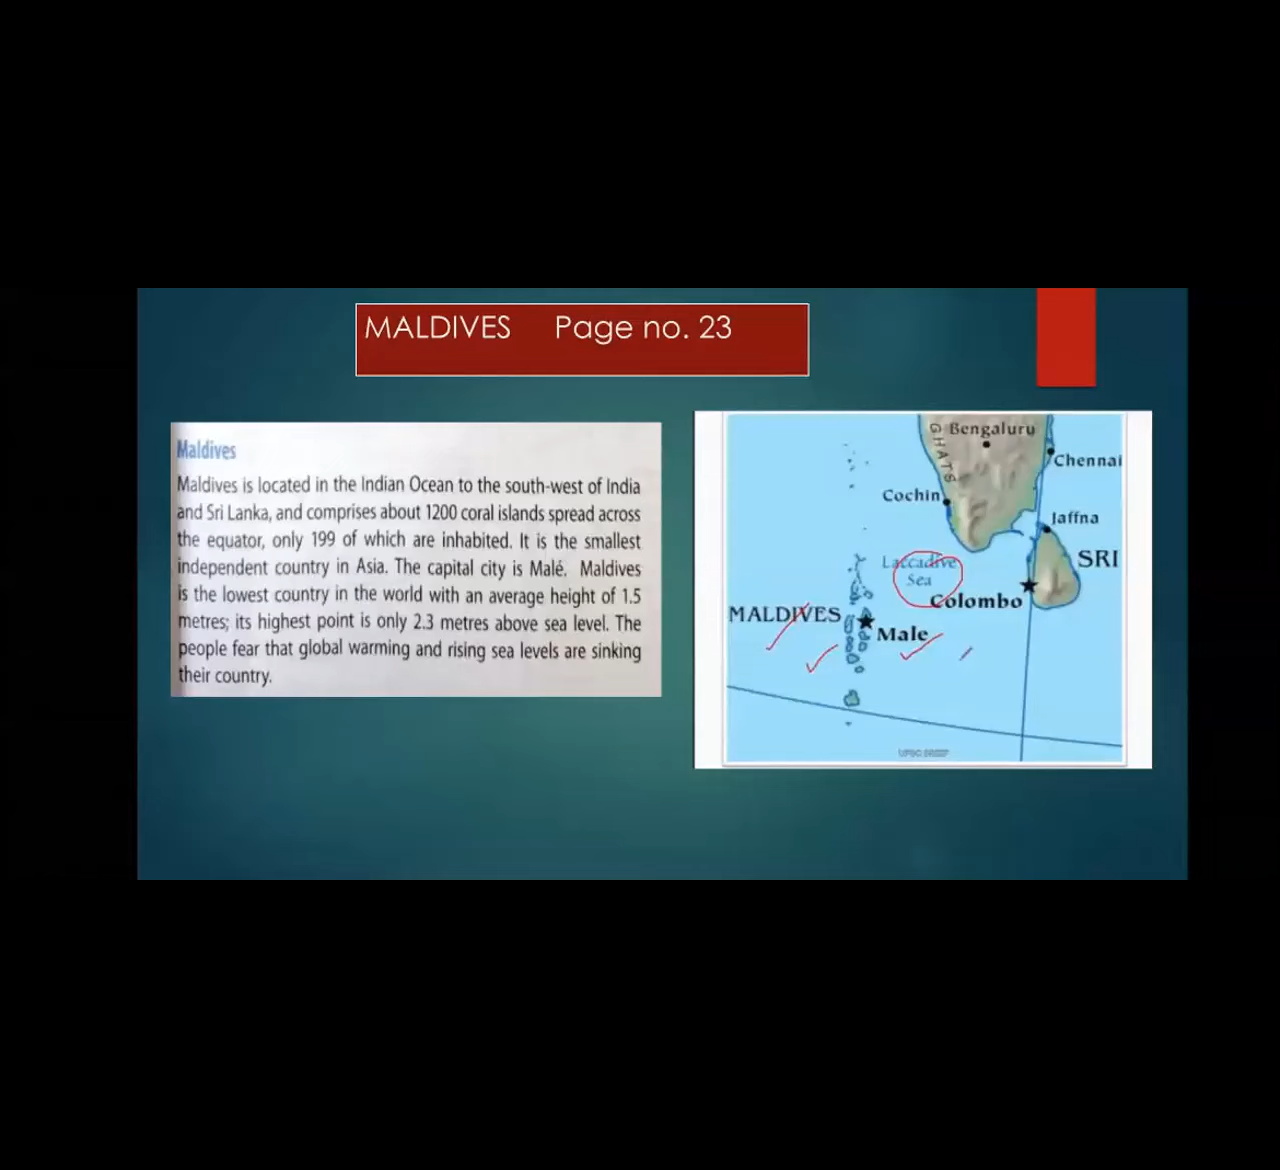 MALDIVES Page no. 23
Maldives
Maldives is located in the Indian Ocean to the south-west of India
and Sri Lanka, and comprises about 1200 coral islands spread across
the equator, only 199 of which are inhabited. It is the smallest
independent country in Asia. The capital city is Malé. Maldives
is the lowest country in the world with an average height of 1.5
metres; its highest point is only 2.3 metres above sea level. The
people fear that global warming and rising sea levels are sinking
their country.
GHATS
Bengaluru
Chennai
Cochin
Jaffna
Laccadive
Sea
SRI
Colombo
MALDIVES
Male